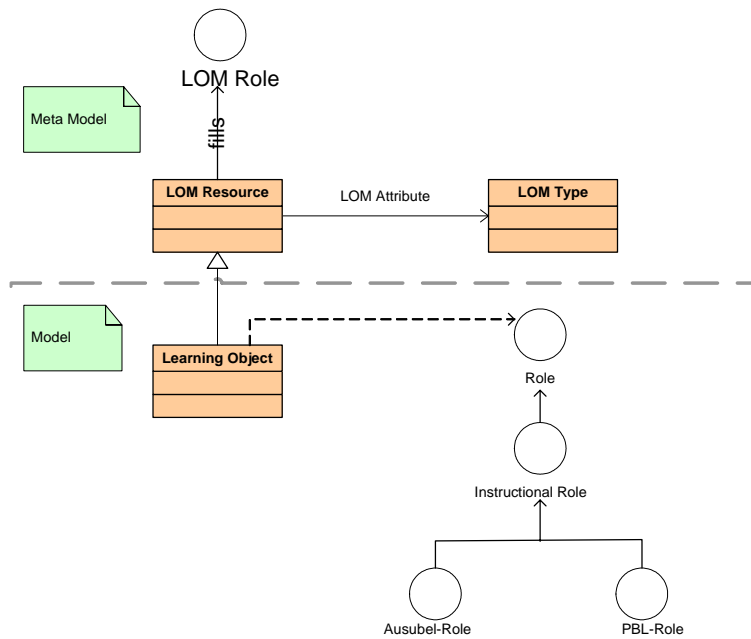 LOM Role
Meta Model
fills
LOM Resource
LOM Attribute
LOM Type
Model
Learning Object
Role
Instructional Role
Ausubel-Role
PBL-Role